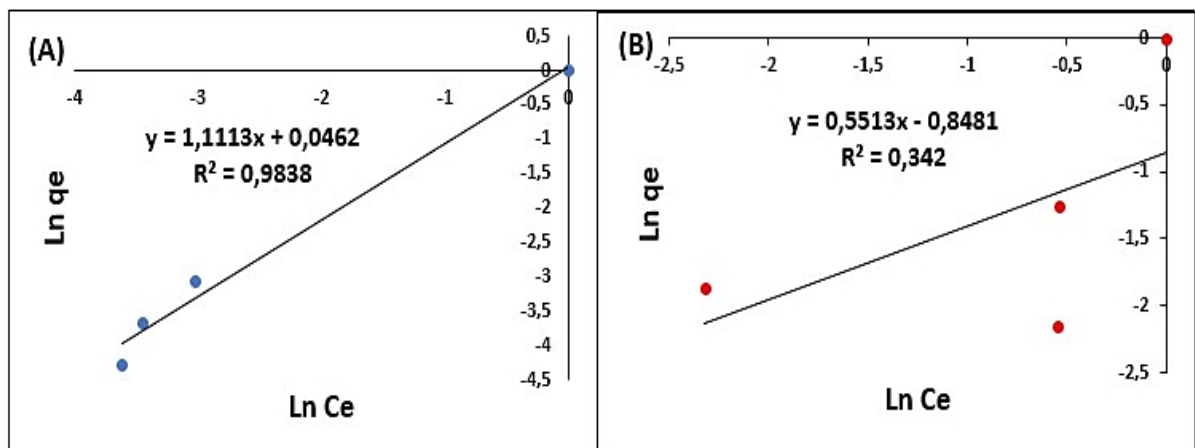 (A)
0,5
0
-4
-3
-2
-1
0
-0,5
-1
-1,5
-2
-2,5
-3
-3,5
-4
-4,5
y = 1,1113x + 0,0462
R² = 0,9838
Ln qe
Ln Ce
(B)
0
-2,5
-2
-1,5
-1
-0,5
0
-0,5
-1
-1,5
-2
-2,5
y = 0,5513x - 0,8481
R² = 0,342
Ln qe
Ln Ce